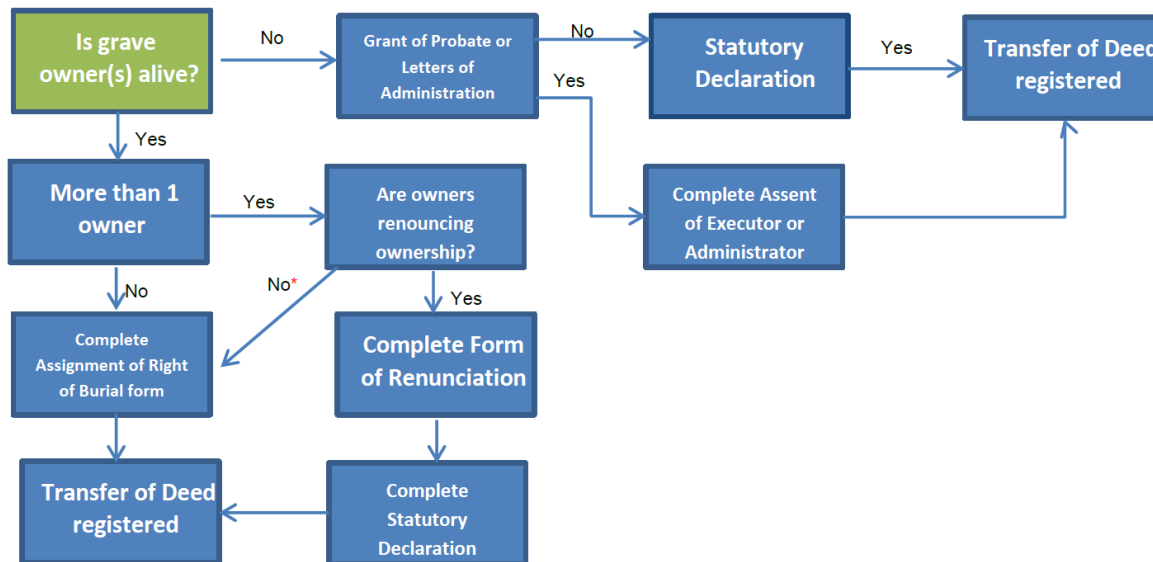 Is grave
owner(s) alive?
No
Grant of Probate or
Letters of
Administration
No
Yes
Statutory
Declaration
Yes
Transfer of Deed
registered
Yes
More than 1
owner
Yes
Are owners
renouncing
ownership?
Complete Assent
of Executor or
Administrator
No
No*
Yes
Complete
Assignment of Right
of Burial form
Complete Form
of Renunciation
Transfer of Deed
registered
Complete
Statutory
Declaration